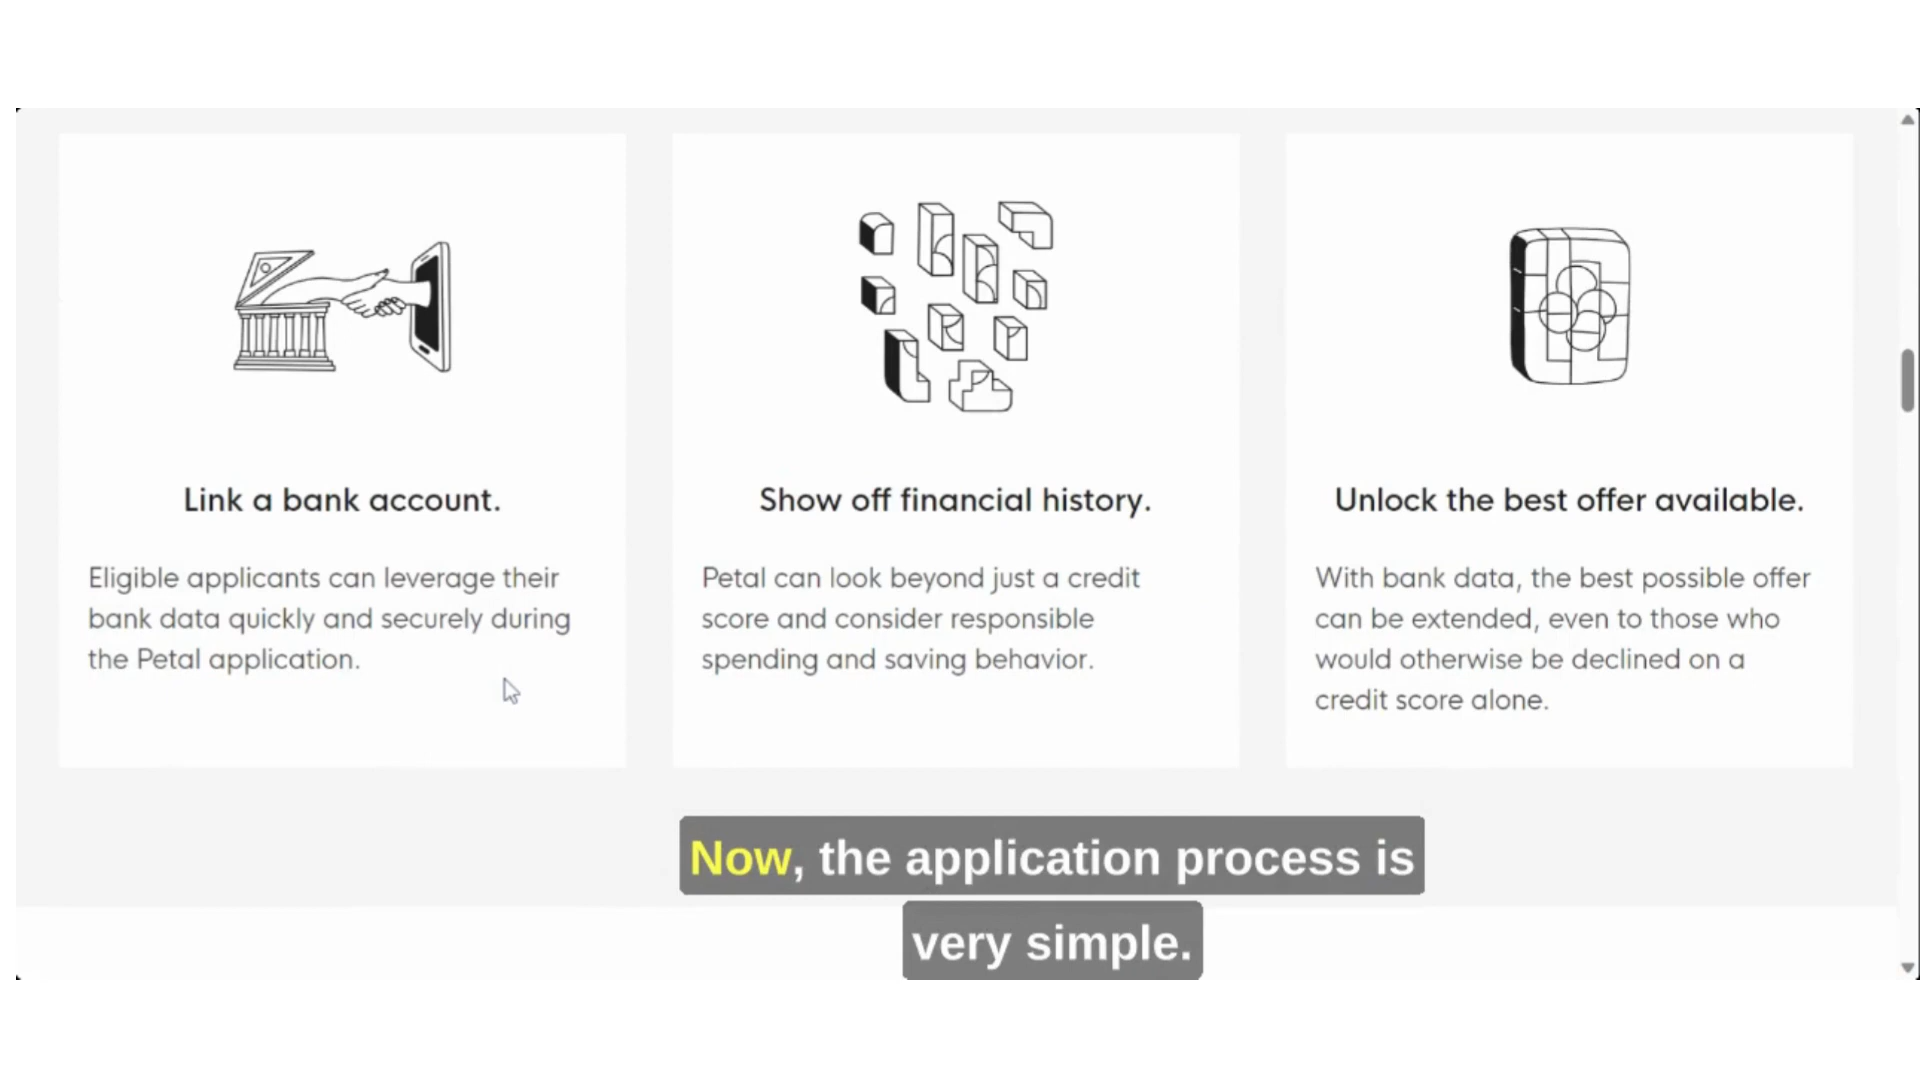 Link a bank account.
Eligible applicants can leverage their
bank data quickly and securely during
the Petal application.
Show off financial history.
Petal can look beyond just a credit
score and consider responsible
spending and saving behavior.
Unlock the best offer available.
With bank data, the best possible offer
can be extended, even to those who
would otherwise be declined on a
credit score alone.
Now, the application process is
very simple.